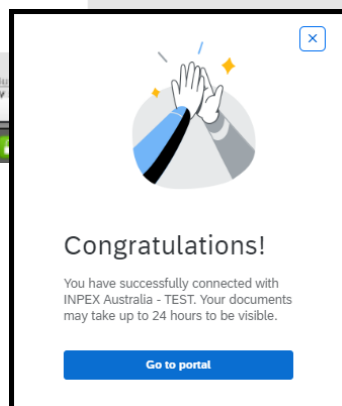 Congratulations!
You have successfully connected with
INPEX Australia - TEST. Your documents
may take up to 24 hours to be visible.
Go to portal